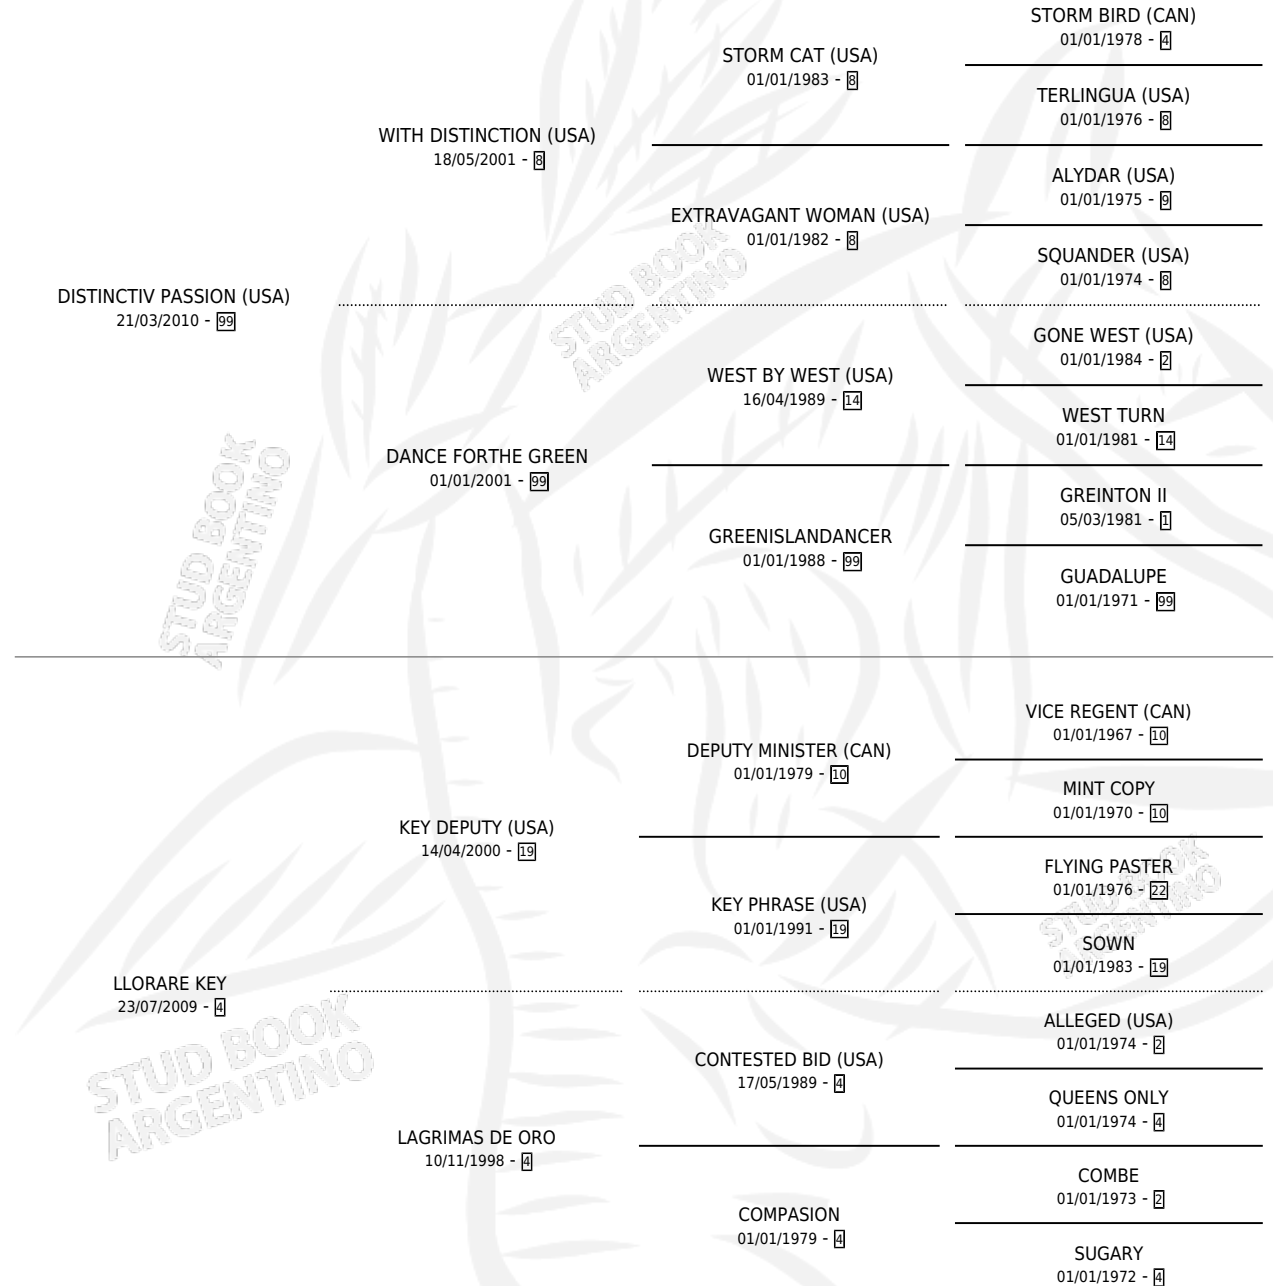 STORM BIRD (CAN)
01/01/1978 - 4
STORM CAT (USA)
01/01/1983 - 8
TERLINGUA (USA)
01/01/1976 - 8
WITH DISTINCTION (USA)
18/05/2001 - 8
ALYDAR (USA)
01/01/1975 - 9
EXTRAVAGANT WOMAN (USA)
01/01/1982 - 8
SQUANDER (USA)
01/01/1974 - 8
DISTINCTIV PASSION (USA)
21/03/2010 - 99
GONE WEST (USA)
01/01/1984 - 2
WEST BY WEST (USA)
16/04/1989 - 14
WEST TURN
01/01/1981 - 14
DANCE FORTHE GREEN
01/01/2001 - 99
GREINTON II
05/03/1981 - 1
GREENISLANDANCER
01/01/1988 - 99
GUADALUPE
01/01/1971 - 99
VICE REGENT (CAN)
01/01/1967 - 10
DEPUTY MINISTER (CAN)
01/01/1979 - 10
MINT COPY
01/01/1970 - 10
KEY DEPUTY (USA)
14/04/2000 - 19
FLYING PASTER
01/01/1976 - 22
KEY PHRASE (USA)
01/01/1991 - 19
SOWN
01/01/1983 - 19
LLORARE KEY
23/07/2009 - 4
ALLEGED (USA)
01/01/1974 - 2
CONTESTED BID (USA)
17/05/1989 - 4
QUEENS ONLY
01/01/1974 - 4
LAGRIMAS DE ORO
10/11/1998 - 4
COMBE
01/01/1973 - 2
COMPASION
01/01/1979 - 4
SUGARY
01/01/1972 - 4
STUD BOOK
ARGENTINO
STUD BOOK
ARGENTINO
STUD BOOK
ARGENTINO
STUD BOOK
ARGENTINO